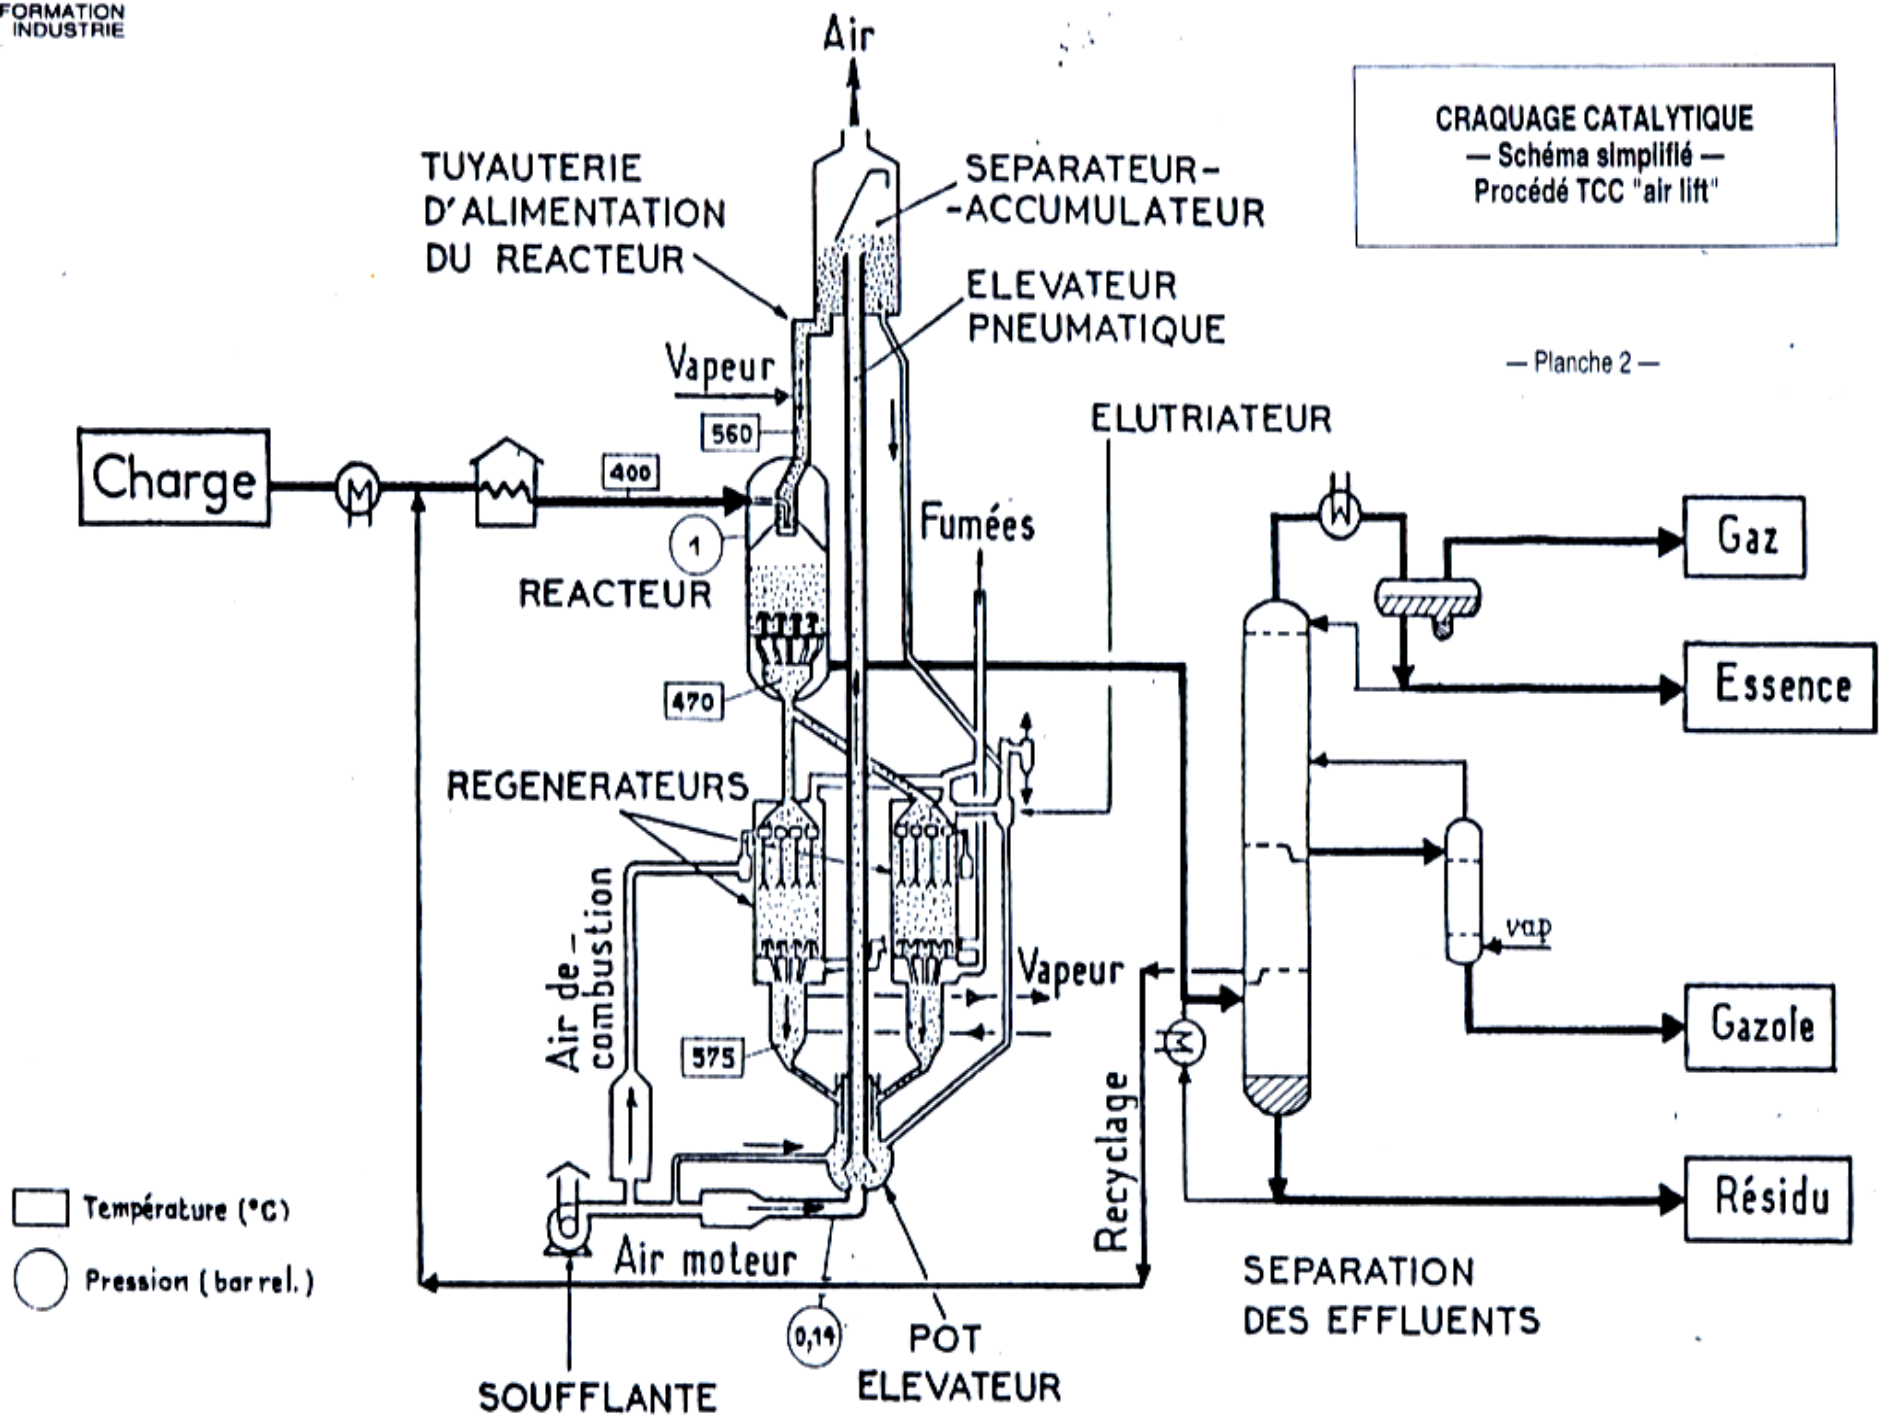 FORMATION
INDUSTRIE
Air
CRAQUAGE CATALYTIQUE
— Schéma simplifié —
Procédé TCC "air lift"
TUYAUTERIE
D'ALIMENTATION
DU REACTEUR
SEPARATEUR-
-ACCUMULATEUR
ELEVATEUR
PNEUMATIQUE
— Planche 2 —
Vapeur
ELUTRIATEUR
560
Charge
400
Fumées
Gaz
1
REACTEUR
Essence
470
REGENERATEURS
Air de-
combustion
vap
Vapeur
Gazole
575
Recyclage
Résidu
Température (°C)
Air moteur
Pression (bar rel.)
SEPARATION
DES EFFLUENTS
0,14
POT
ELEVATEUR
SOUFFLANTE